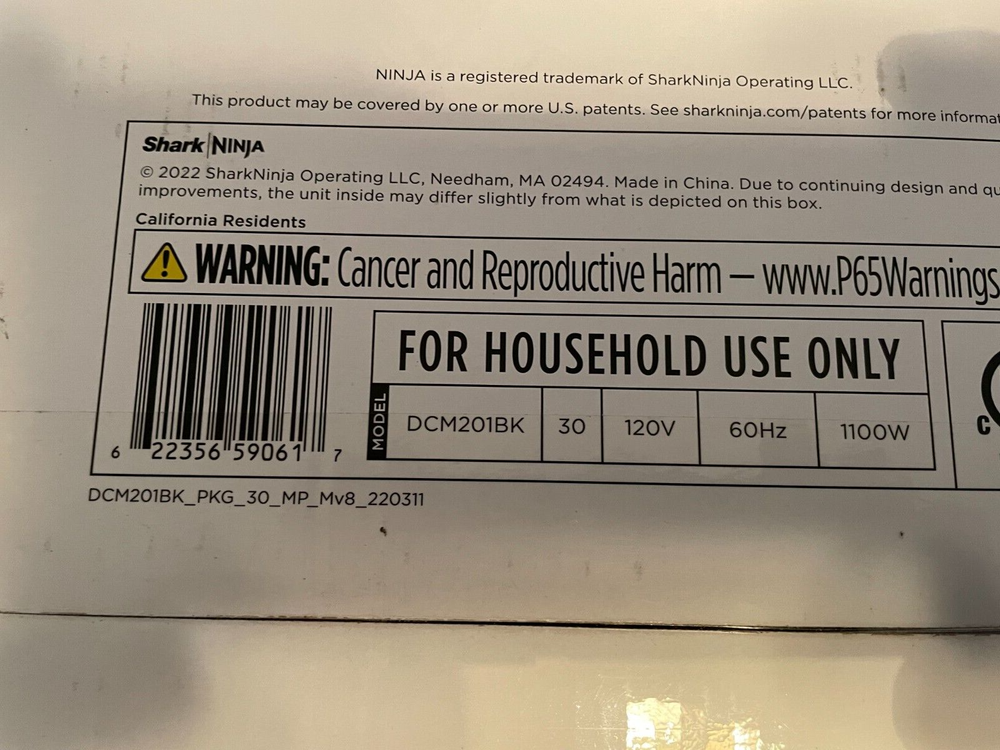 NINJA is a registered trademark of SharkNinja Operating LLC.
This product may be covered by one or more U.S. patents. See sharkninja.com/patents for more
Shark | NINJA
© 2022 SharkNinja Operating LLC, Needham, MA 02494. Made in China. Due to continuing design and
improvements, the unit inside may differ slightly from what is depicted on this box.
California Residents
WARNING: Cancer and Reproductive Harm — www.P65Warnings
FOR HOUSEHOLD USE ONLY
MODEL DCM201BK 30 120V 60Hz 1100W
6 22356 59061 7
DCM201BK_PKG_30_MP_Mv8_220311